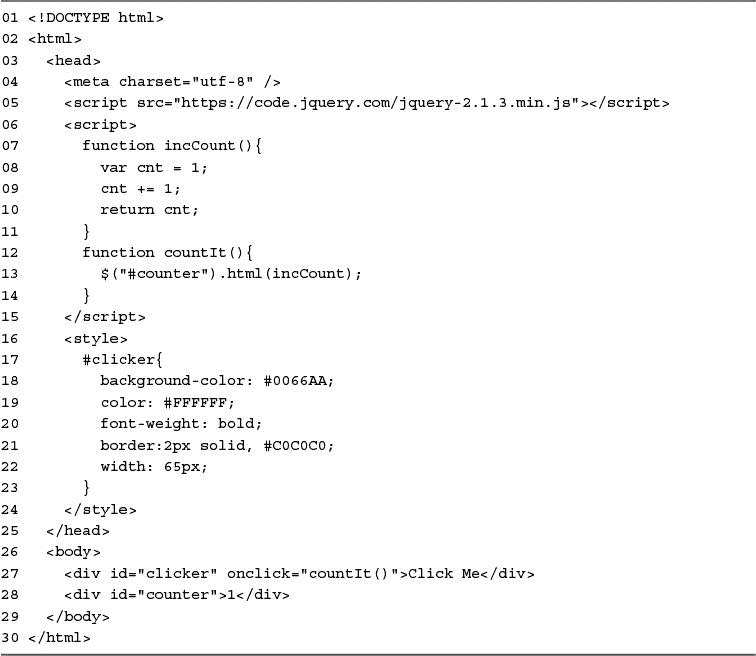 01 <!DOCTYPE html>
02 <html>
03   <head>
04     <meta charset="utf-8" />
05     <script src="https://code.jquery.com/jquery-2.1.3.min.js"></script>
06     <script>
07       function incCount(){
08         var cnt = 1;
09         cnt += 1;
10         return cnt;
11       }
12       function countIt(){
13         $("#counter").html(incCount);
14       }
15     </script>
16     <style>
17       #clicker{
18         background-color: #0066AA;
19         color: #FFFFFF;
20         font-weight: bold;
21         border:2px solid, #C0C0C0;
22         width: 65px;
23       }
24     </style>
25   </head>
26   <body>
27     <div id="clicker" onclick="countIt()">Click Me</div>
28     <div id="counter">1</div>
29   </body>
30 </html>